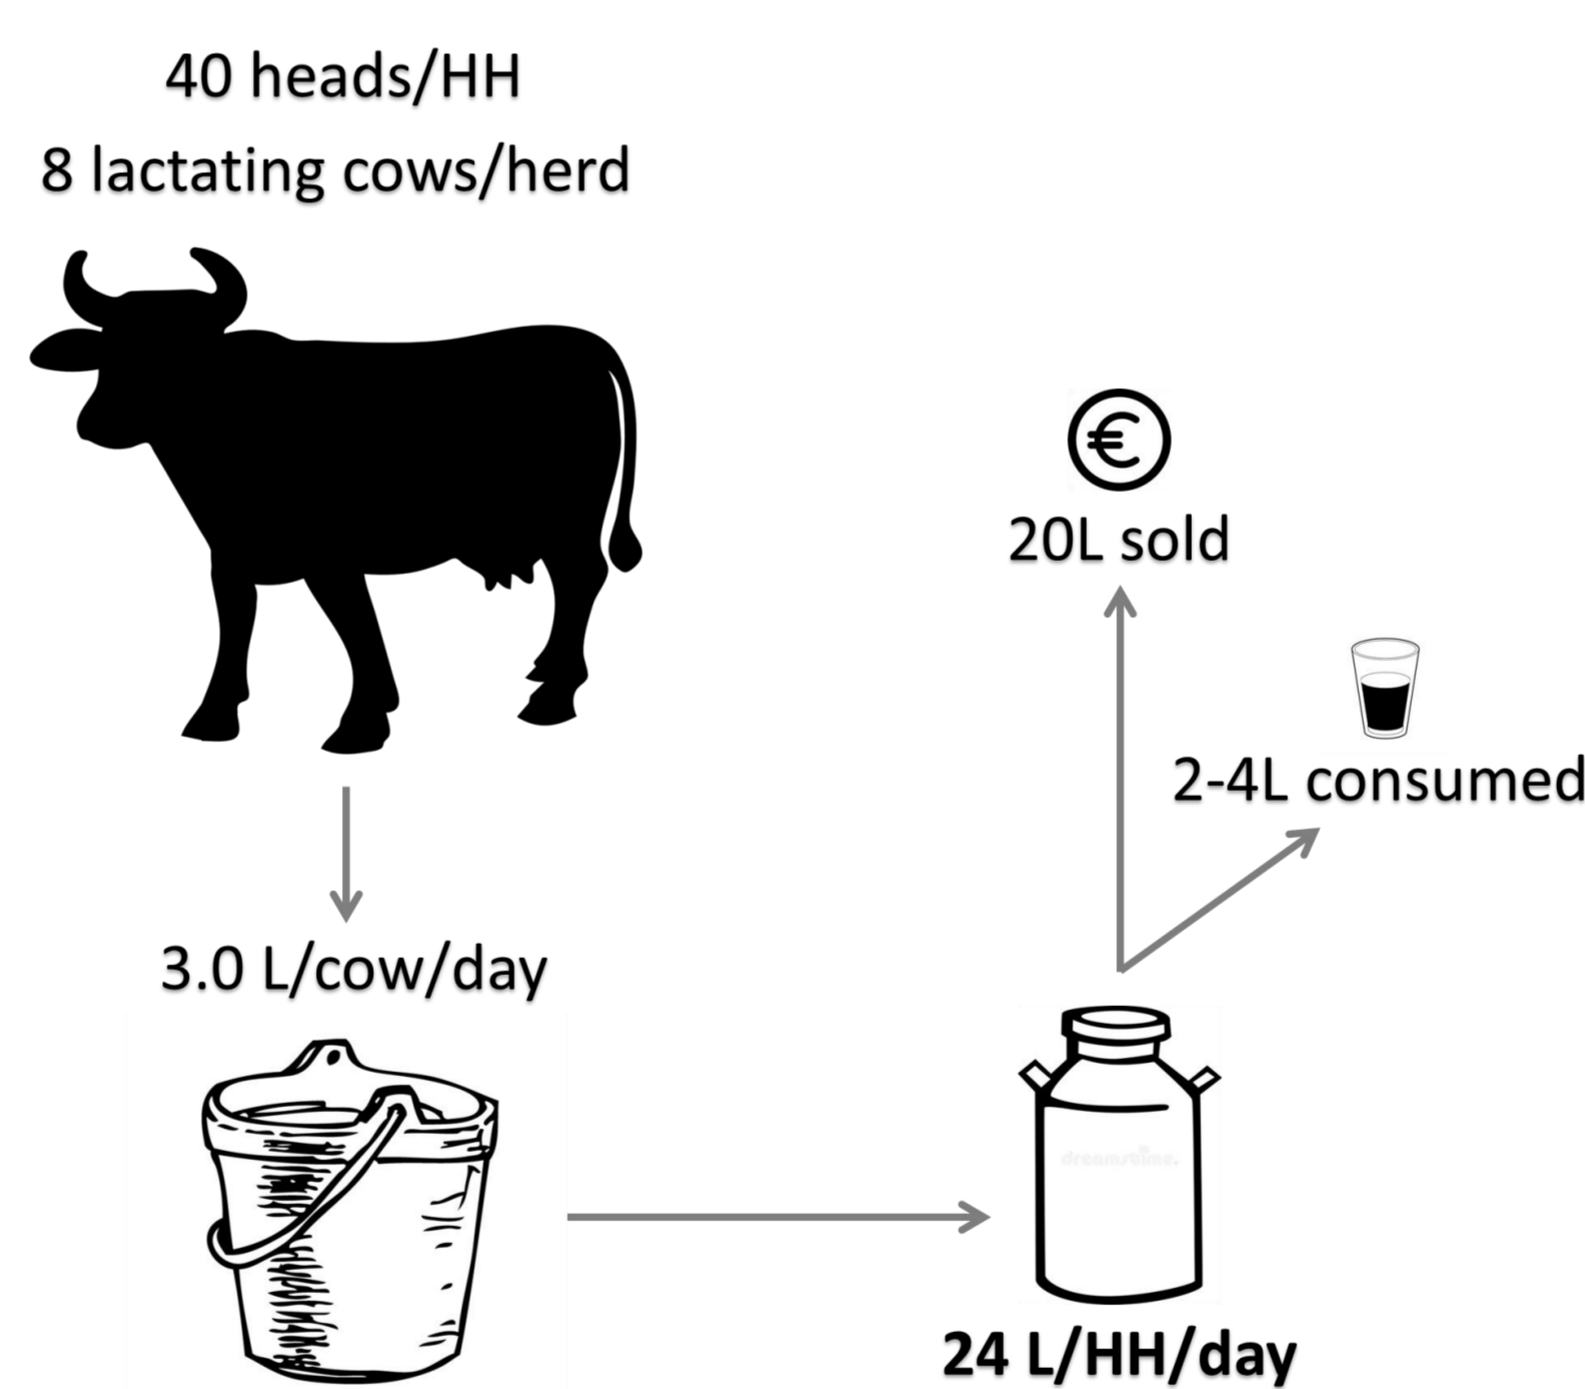 40 heads/HH
8 lactating cows/herd
3.0 L/cow/day
€
20L sold
2-4L consumed
dreamstime.
24 L/HH/day